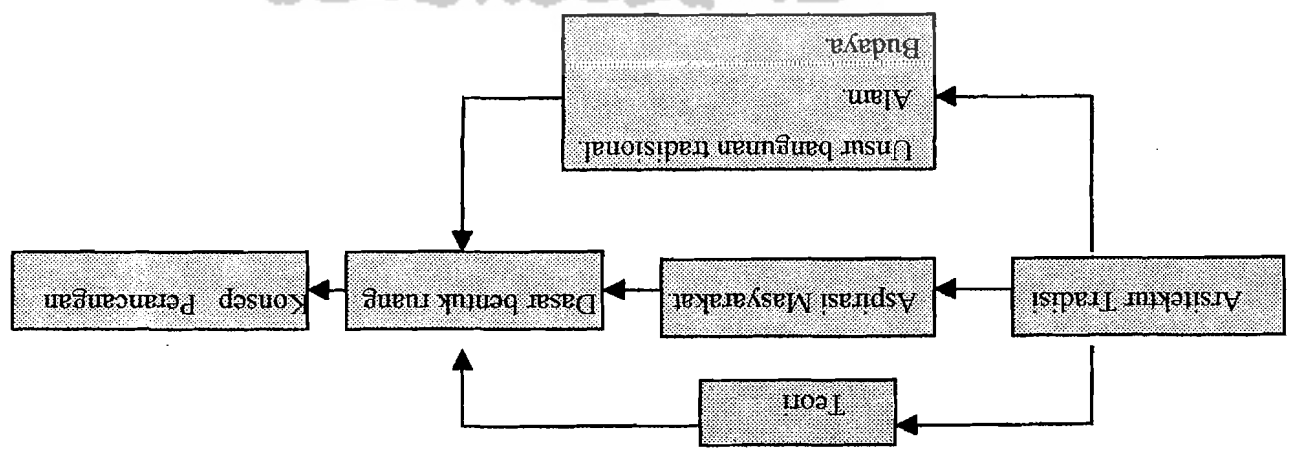 Teori
Arsitektur Tradisi
Aspirasi Masyarakat
Dasar bentuk ruang
Konsep Perancangan
Unsur bangunan tradisional.
Alam.
Budaya.